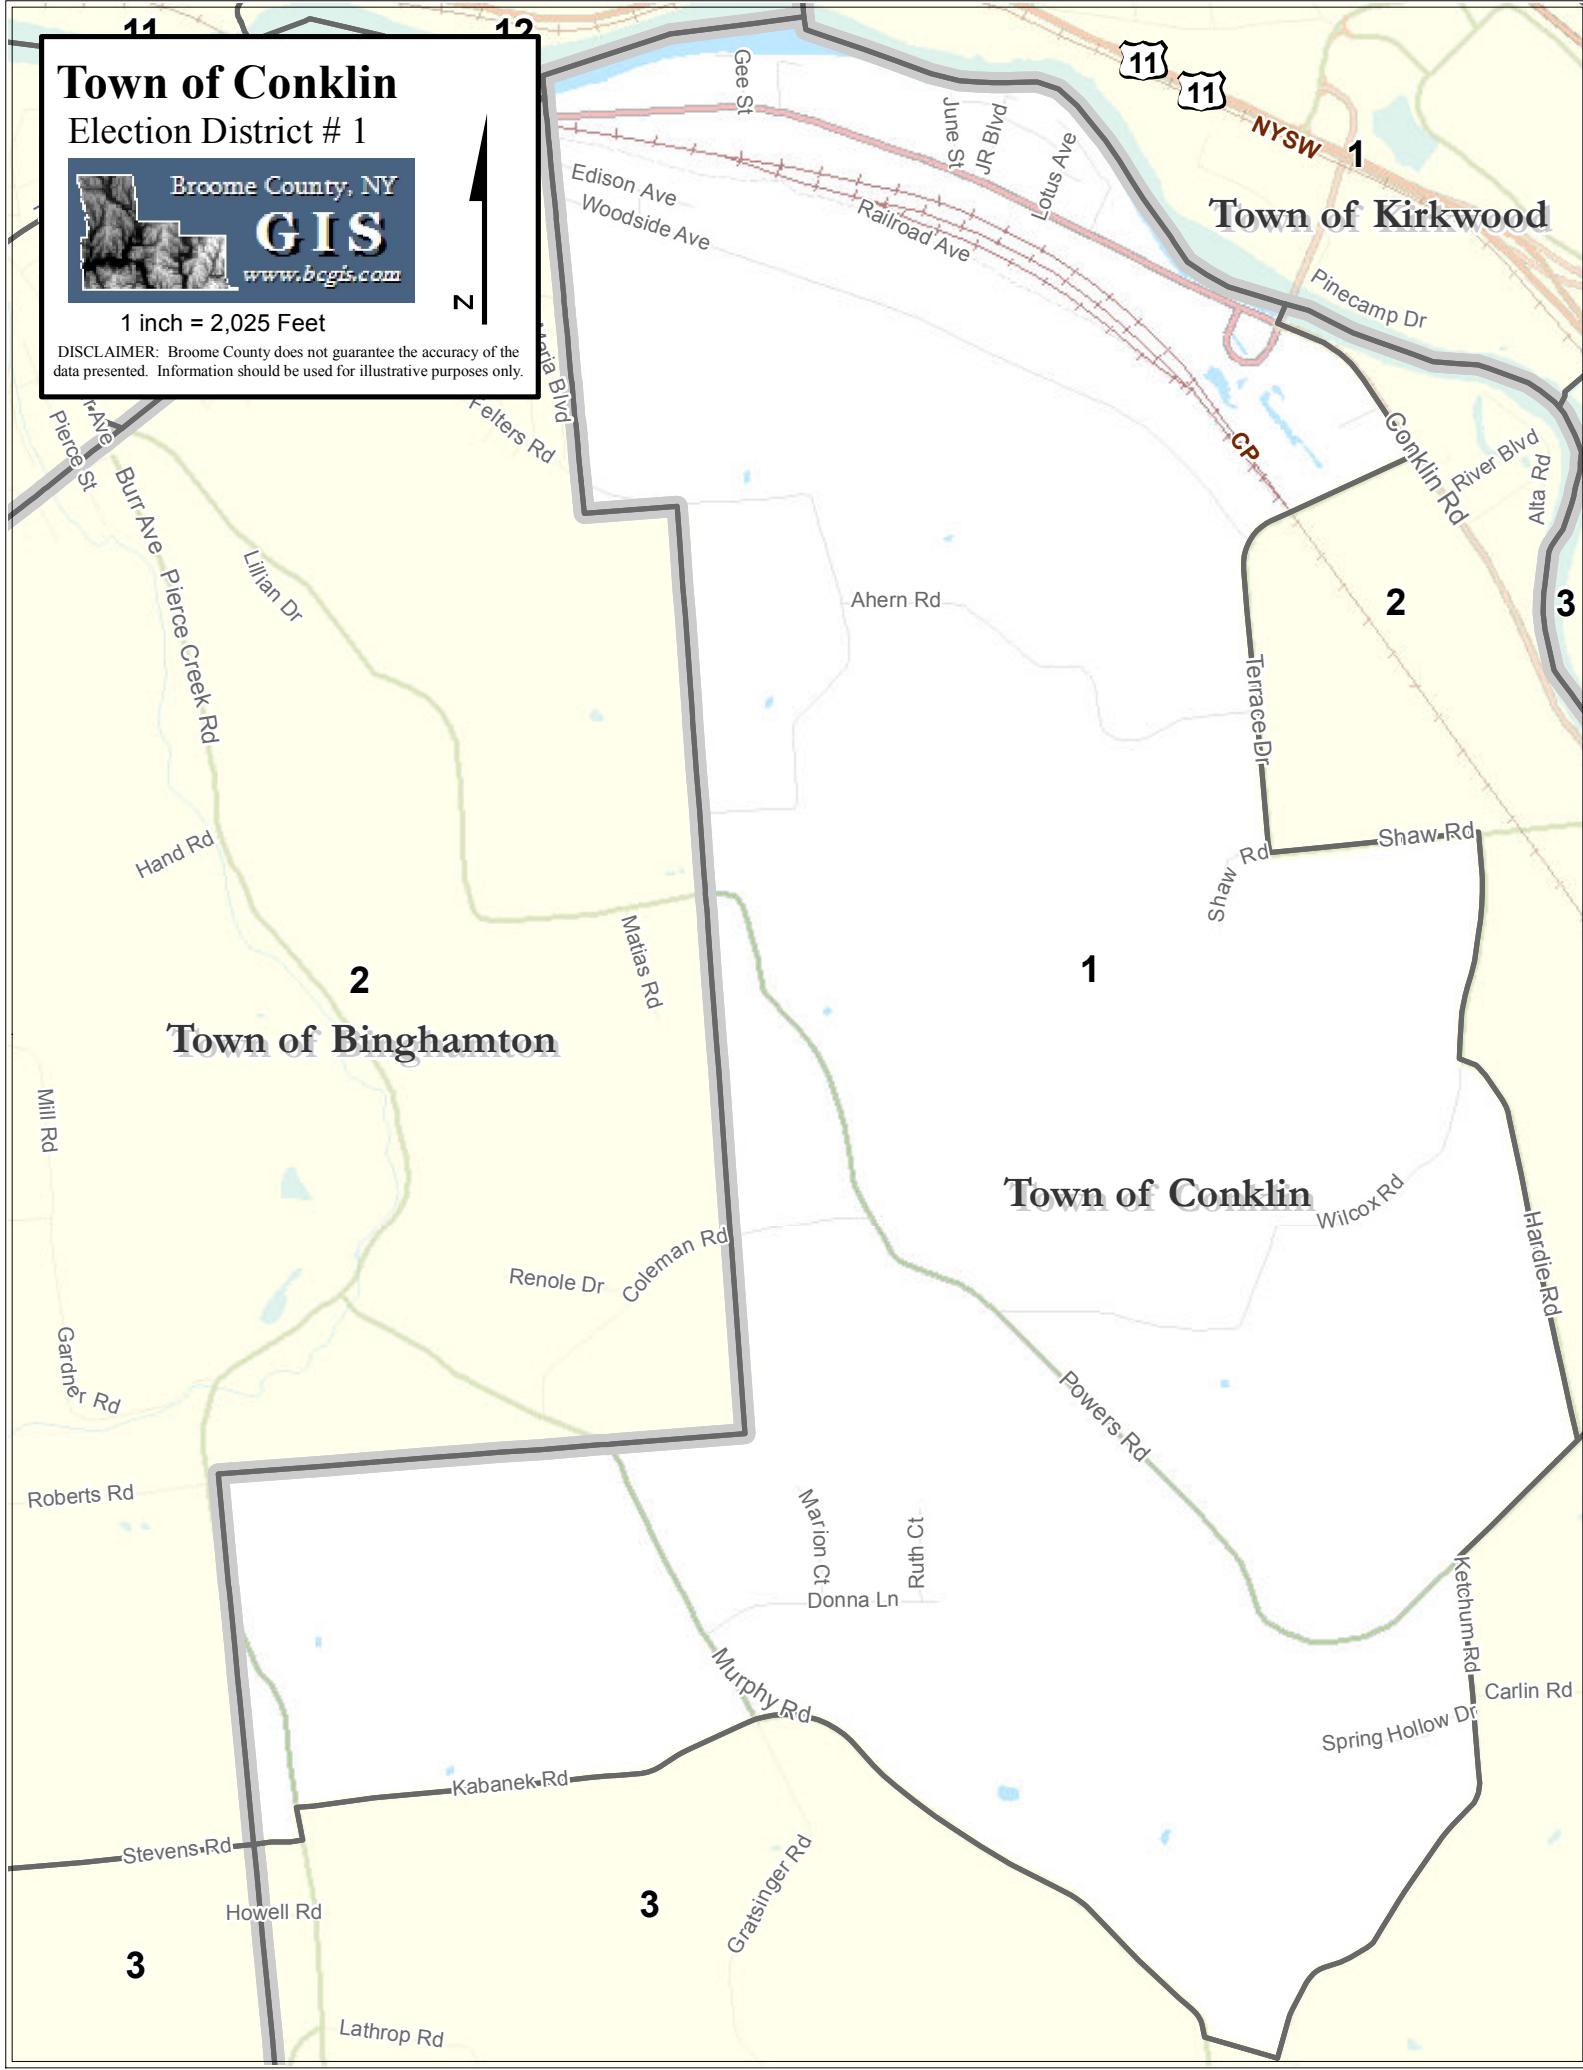 11
12
Town of Conklin
Election District # 1
Broome County, NY
GIS
www.bcgis.com
N
1 inch = 2,025 Feet
DISCLAIMER: Broome County does not guarantee the accuracy of the
data presented. Information should be used for illustrative purposes only.
11
11
NYSW
1
Town of Kirkwood
Gee St
June St
JR Blvd
Lotus Ave
Edison Ave
Woodside Ave
Railroad Ave
Pinecamp Dr
Maria Blvd
Felters Rd
Pierce St
r Ave
Burr Ave
Pierce Creek Rd
Lillian Dr
CP
Conklin Rd
River Blvd
Alta Rd
Ahern Rd
2
3
Terrace Dr
Hand Rd
Shaw Rd
Shaw Rd
Matias Rd
2
1
Town of Binghamton
Mill Rd
Town of Conklin
Wilcox Rd
Hardie Rd
Coleman Rd
Renole Dr
Gardner Rd
Powers Rd
Roberts Rd
Marion Ct
Ruth Ct
Donna Ln
Ketchum Rd
Murphy Rd
Carlin Rd
Spring Hollow Dr
Kabanek Rd
Stevens Rd
Gratsinger Rd
Howell Rd
3
3
Lathrop Rd